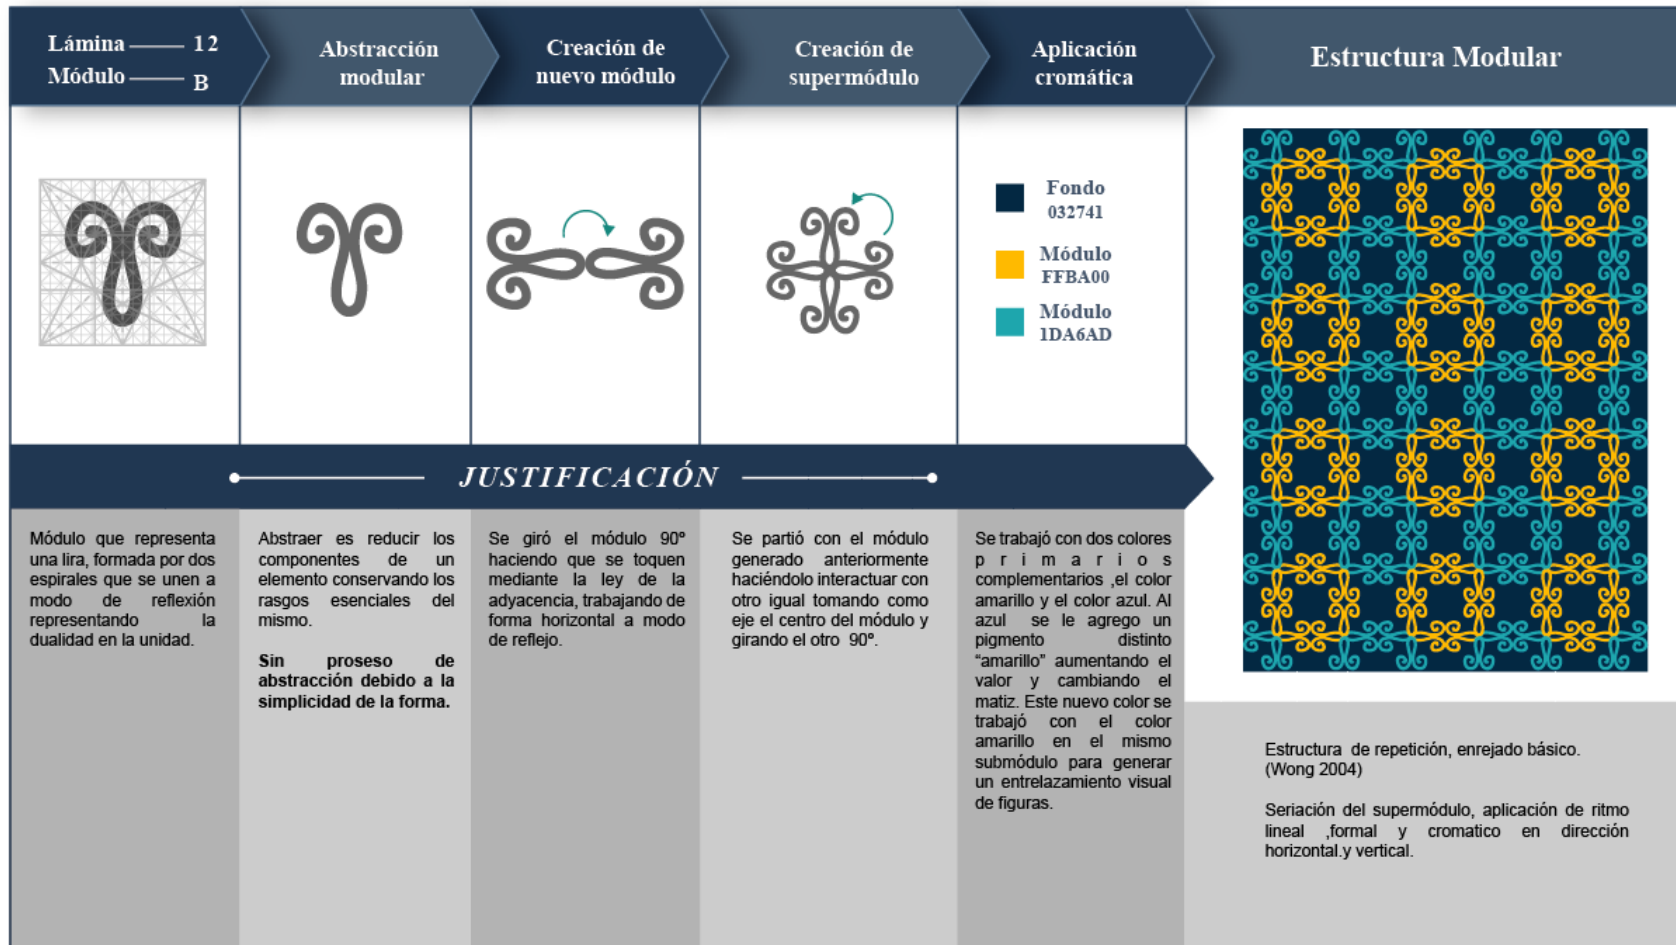 Lámina 12
Módulo B
Abstracción
modular
Creación de
nuevo módulo
Creación de
supermódulo
Aplicación
cromática
Estructura Modular
Fondo
032741
Módulo
FFBA00
Módulo
1DA6AD
JUSTIFICACIÓN
Módulo que representa
una lira, formada por dos
espirales que se unen a
modo de reflexión
representando la
dualidad en la unidad.
Abstraer es reducir los
componentes de un
elemento conservando los
rasgos esenciales del
mismo.
Sin proseso de
abstracción debido a la
simplicidad de la forma.
Se giró el módulo 90º
haciendo que se toquen
mediante la ley de la
adyacencia, trabajando de
forma horizontal a modo
de reflejo.
Se partió con el módulo
generado anteriormente
haciéndolo interactuar con
otro igual tomando como
eje el centro del módulo y
girando el otro 90º.
Se trabajó con dos colores
p r i m a r i o s
complementarios ,el color
amarillo y el color azul. Al
azul se le agrego un
pigmento distinto
“amarillo” aumentando el
valor y cambiando el
matiz. Este nuevo color se
trabajó con el color
amarillo en el mismo
submódulo para generar
un entrelazamiento visual
de figuras.
Estructura de repetición, enrejado básico.
(Wong 2004)
Seriación del supermódulo, aplicación de ritmo
lineal ,formal y cromatico en dirección
horizontal.y vertical.